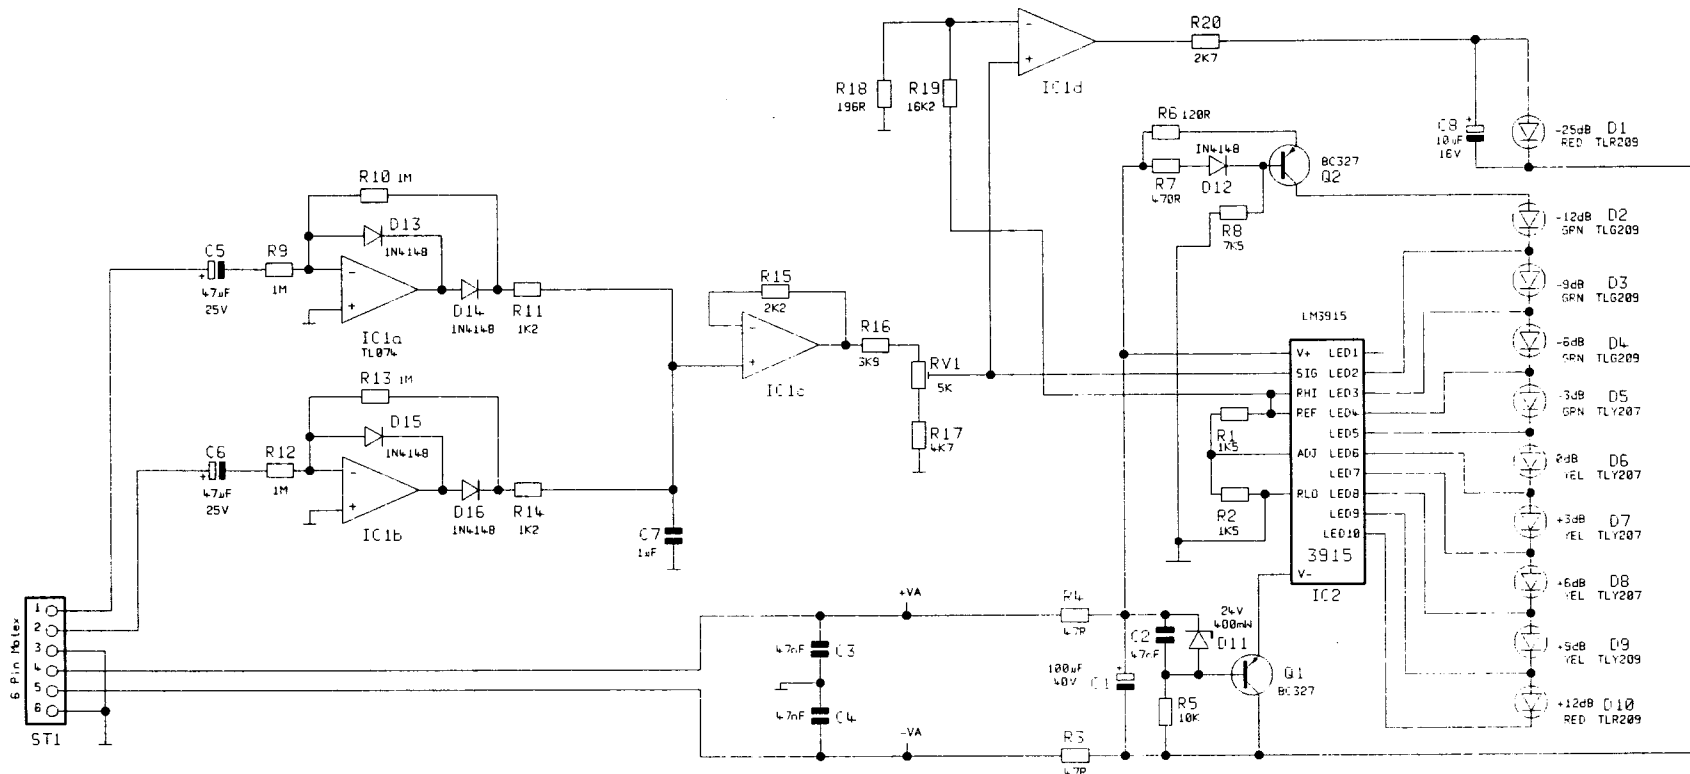 R20
2K7
IC1d
R18
196R
R19
16K2
R6 120R
IN4148
R7
470R
D12
BC327
Q2
R8
7K5
C8
10uF
16V
-25dB D1
RED TLR209
-12dB D2
GRN TLG209
-9dB D3
GRN TLG209
-6dB D4
GRN TLG209
-3dB D5
GRN TLY207
0dB D6
YEL TLY207
+3dB D7
YEL TLY207
+6dB D8
YEL TLY207
+9dB D9
YEL TLY209
+12dB D10
RED TLR209
R10 1M
D13
1N4148
C5
47uF
25V
R9
1M
D14
1N4148
R11
1K2
IC1a
TL074
R13 1M
D15
1N4148
C6
47uF
25V
R12
1M
D16
1N4148
R14
1K2
IC1b
C7
1uF
R15
2K2
IC1c
R16
RV1
5K
R17
4K7
LM3915
V+ LED1
SIG LED2
RHI LED3
REF LED4
LED5
ADJ LED6
LED7
RLO LED8
LED9
LED10
3915
V-
IC2
R1
1K5
R2
1K5
+VA
-VA
47nF C3
47nF C4
R4
47R
R3
47R
100uF
40V
C1
C2
47nF
24V
400mW
D11
R5
10K
Q1
BC327
6 Pin Molex
1
2
3
4
5
6
ST1